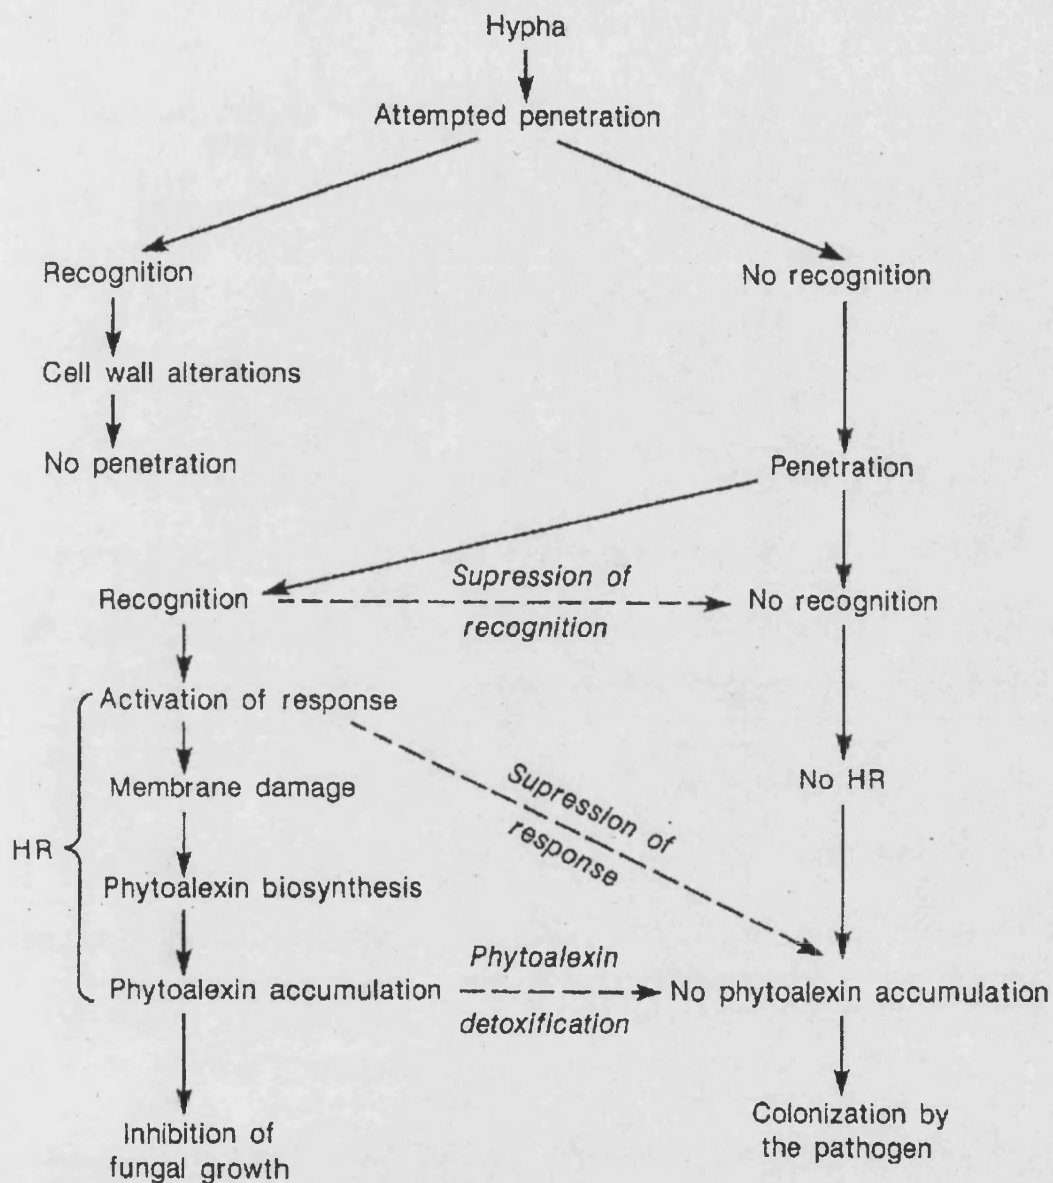 Hypha
Attempted penetration
Recognition
No recognition
Cell wall alterations
No penetration
Penetration
Recognition
Supression of
recognition
No recognition
Activation of response
Membrane damage
Supression of
response
No HR
HR
Phytoalexin biosynthesis
Phytoalexin accumulation
Phytoalexin
detoxification
No phytoalexin accumulation
Inhibition of
fungal growth
Colonization by
the pathogen